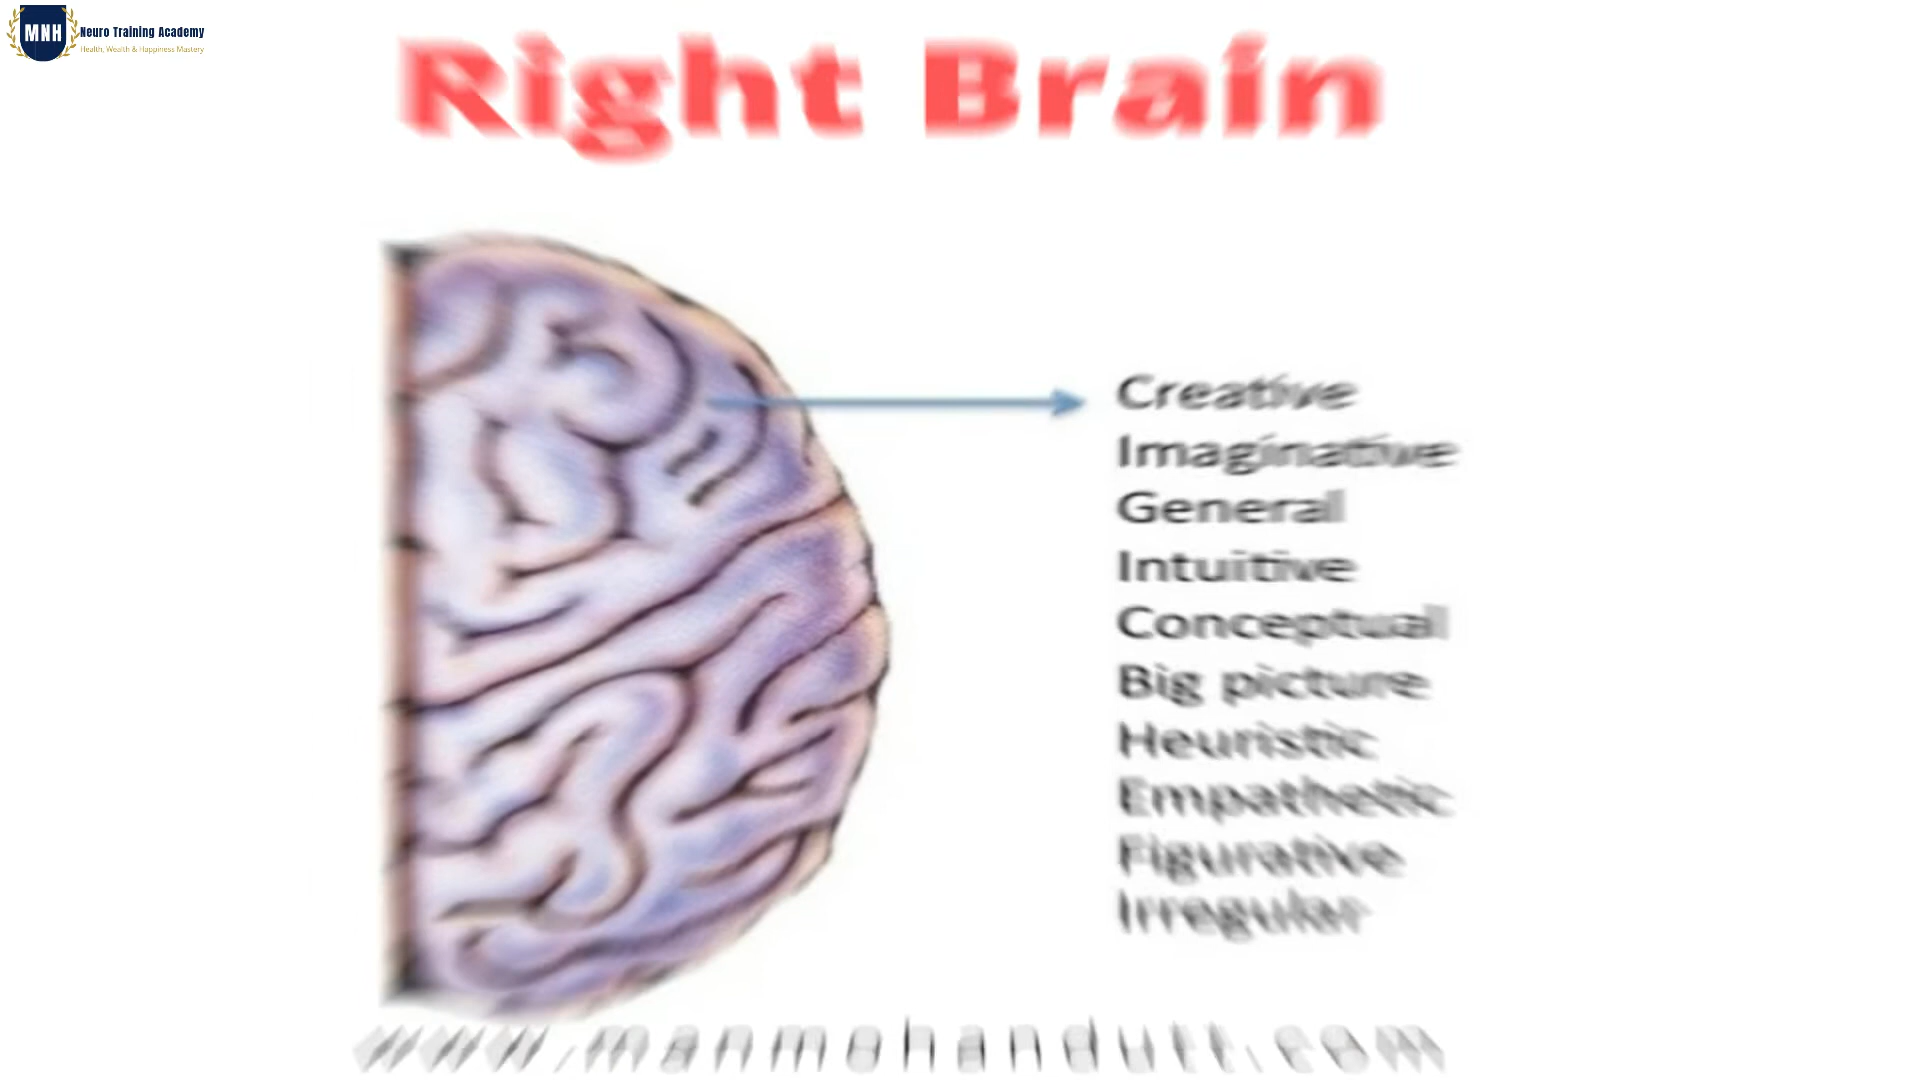 MNH
Neuro Training Academy
Health, Wealth & Happiness Mastery
Right Brain
Creative
Imaginative
General
Intuitive
Conceptual
Big picture
Heuristic
Empathetic
Figurative
Irregular
www.manmohandutt.com